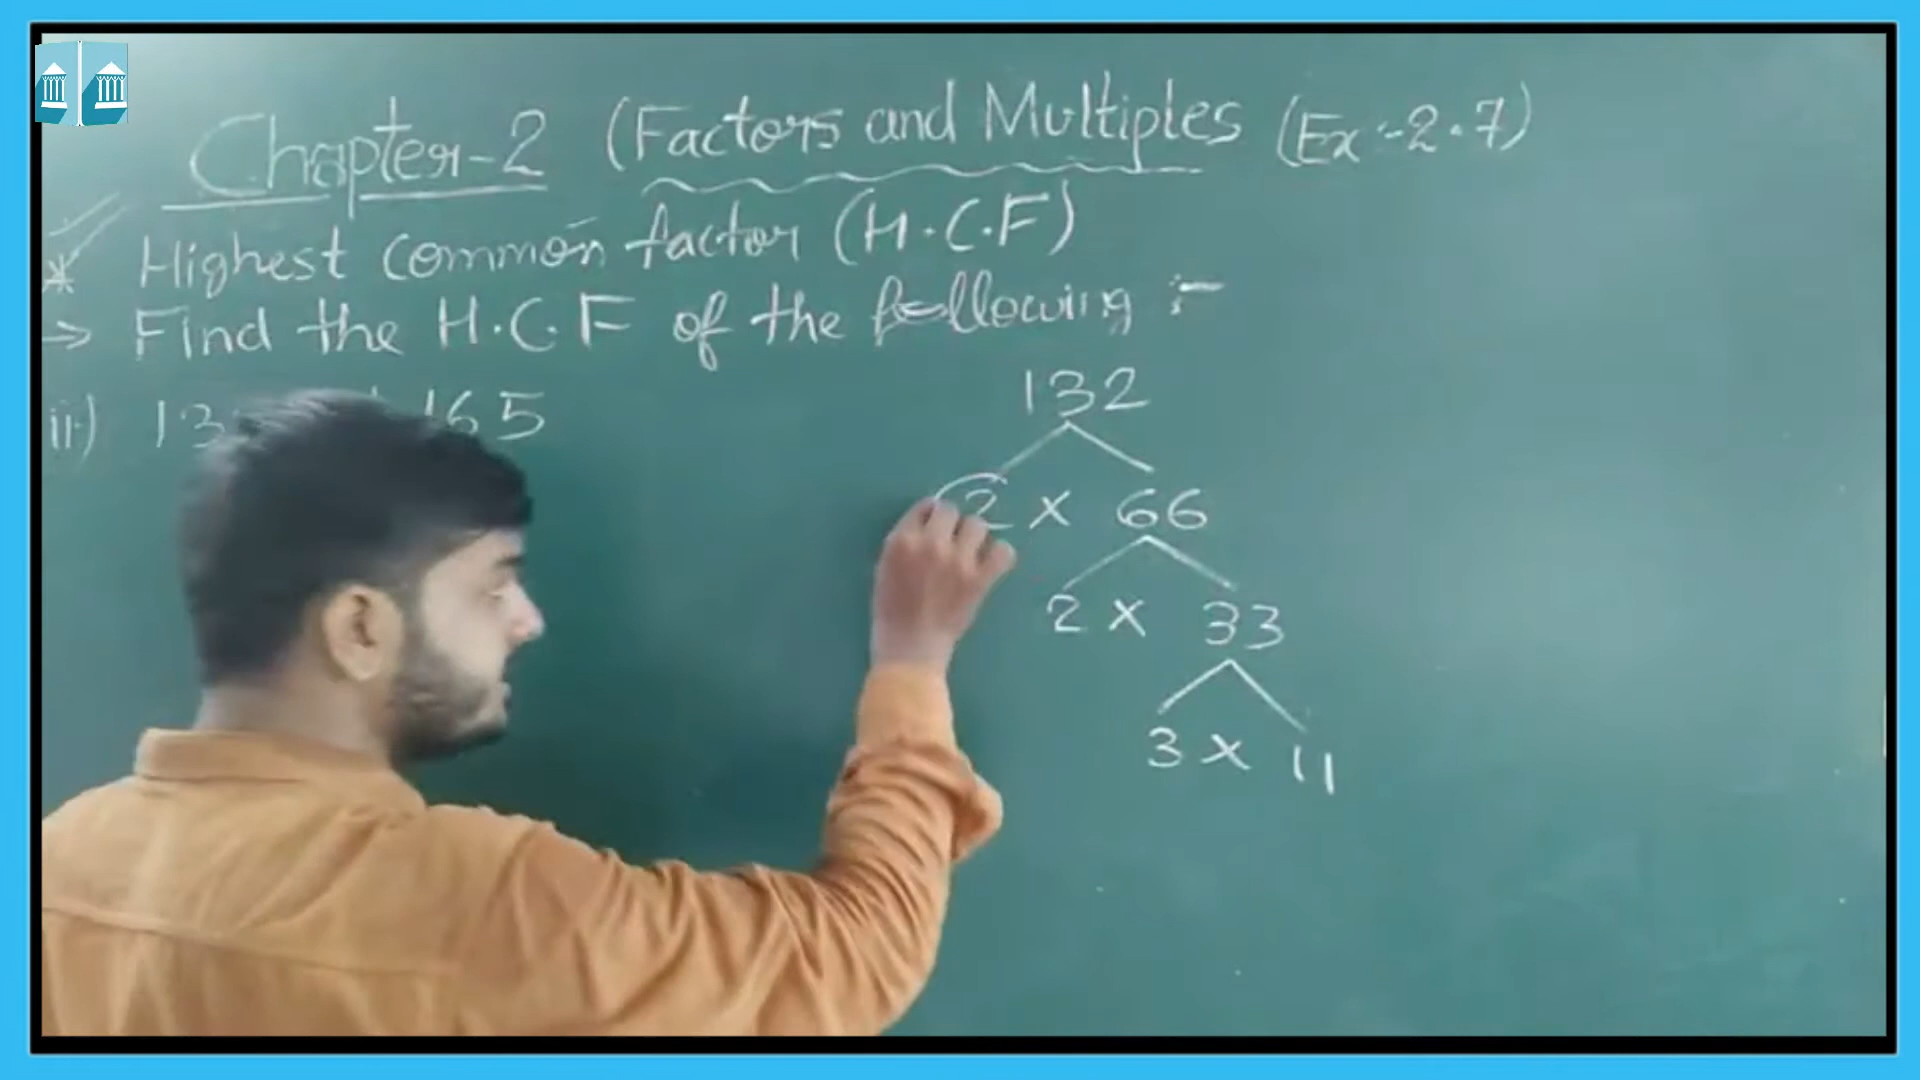 Chapter-2 (Factors and Multiples (Ex:-2.7)
* Highest common factor (H.C.F)
→ Find the H.C.F of the following :-
ii) 165
132
2 x 66
2 x 33
3 x 11